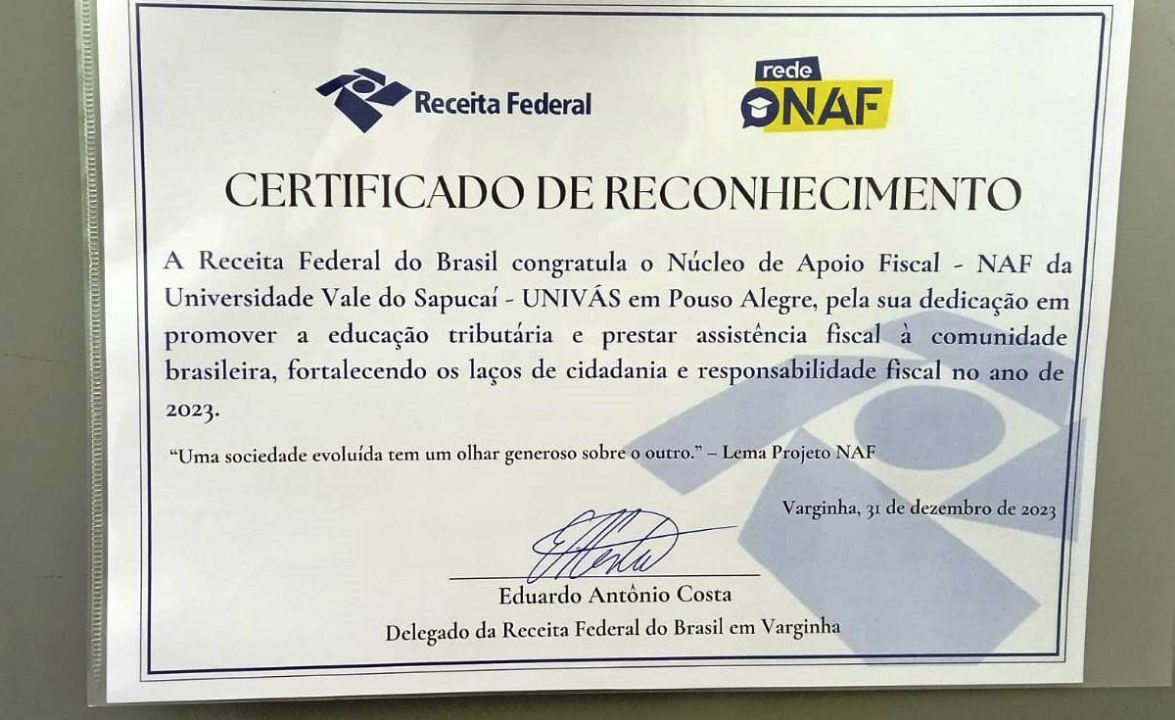 Receita Federal
rede
NAF
CERTIFICADO DE RECONHECIMENTO
A Receita Federal do Brasil congratula o Núcleo de Apoio Fiscal - NAF da
Universidade Vale do Sapucaí - UNIVÁS em Pouso Alegre, pela sua dedicação em
promover a educação tributária e prestar assistência fiscal à comunidade
brasileira, fortalecendo os laços de cidadania e responsabilidade fiscal no ano de
2023.
“Uma sociedade evoluída tem um olhar generoso sobre o outro.” – Lema Projeto NAF
Varginha, 31 de dezembro de 2023
Eduardo Antônio Costa
Delegado da Receita Federal do Brasil em Varginha